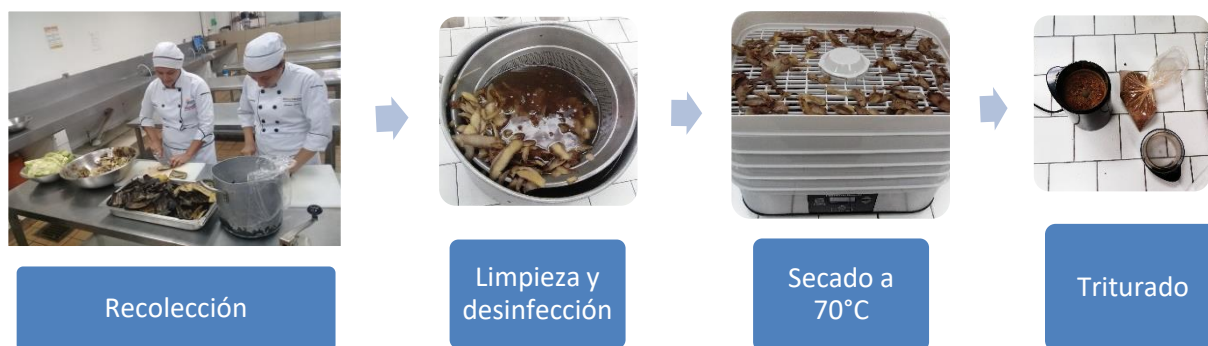 Recolección
Limpieza y
desinfección
Secado a
70°C
Triturado